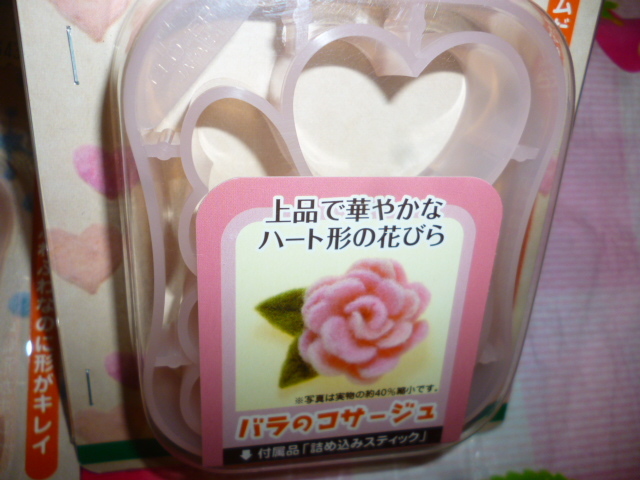 上品で華やかな
ハート形の花びら
※写真は実物の約40%縮小です。
バラのコサージュ
付属品「詰め込みスティック」
なのに形がキレイ